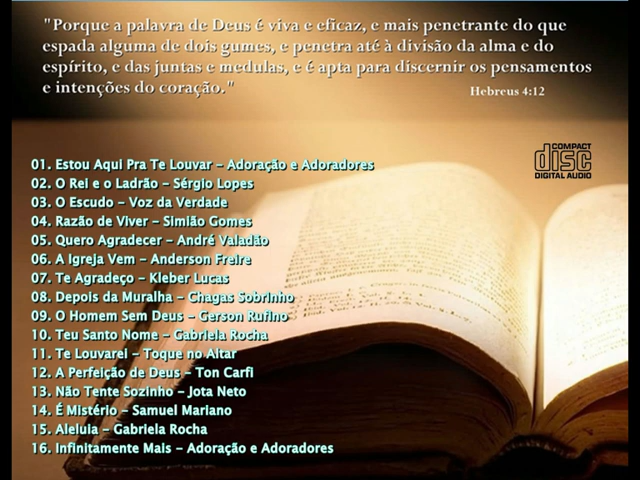 "Porque a palavra de Deus é viva e eficaz, e mais penetrante do que
espada alguma de dois gumes, e penetra até à divisão da alma e do
espírito, e das juntas e medulas, e é apta para discernir os pensamentos
e intenções do coração."
Hebreus 4:12
COMPACT
disc
DIGITAL AUDIO
01. Estou Aqui Pra Te Louvar - Adoração e Adoradores
02. O Rei e o Ladrão - Sérgio Lopes
03. O Escudo - Voz da Verdade
04. Razão de Viver - Simião Gomes
05. Quero Agradecer - André Valadão
06. A Igreja Vem - Anderson Freire
07. Te Agradeço - Kleber Lucas
08. Depois da Muralha - Chagas Sobrinho
09. O Homem Sem Deus - Gerson Rufino
10. Teu Santo Nome - Gabriela Rocha
11. Te Louvarei - Toque no Altar
12. A Perfeição de Deus - Ton Carfi
13. Não Tente Sozinho - Jota Neto
14. É Mistério - Samuel Mariano
15. Aleluia - Gabriela Rocha
16. Infinitamente Mais - Adoração e Adoradores